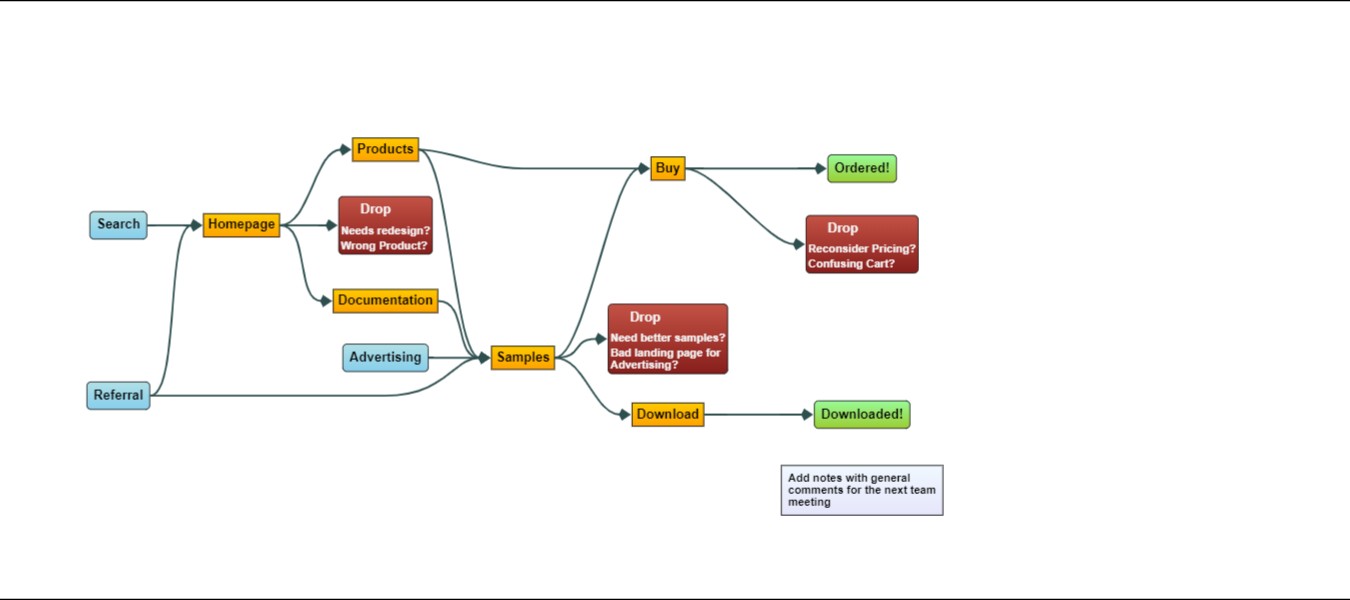 Products
Buy
Ordered!
Search
Homepage
Drop
Needs redesign?
Wrong Product?
Drop
Reconsider Pricing?
Confusing Cart?
Documentation
Advertising
Samples
Drop
Need better samples?
Bad landing page for
Advertising?
Referral
Download
Downloaded!
Add notes with general
comments for the next team
meeting